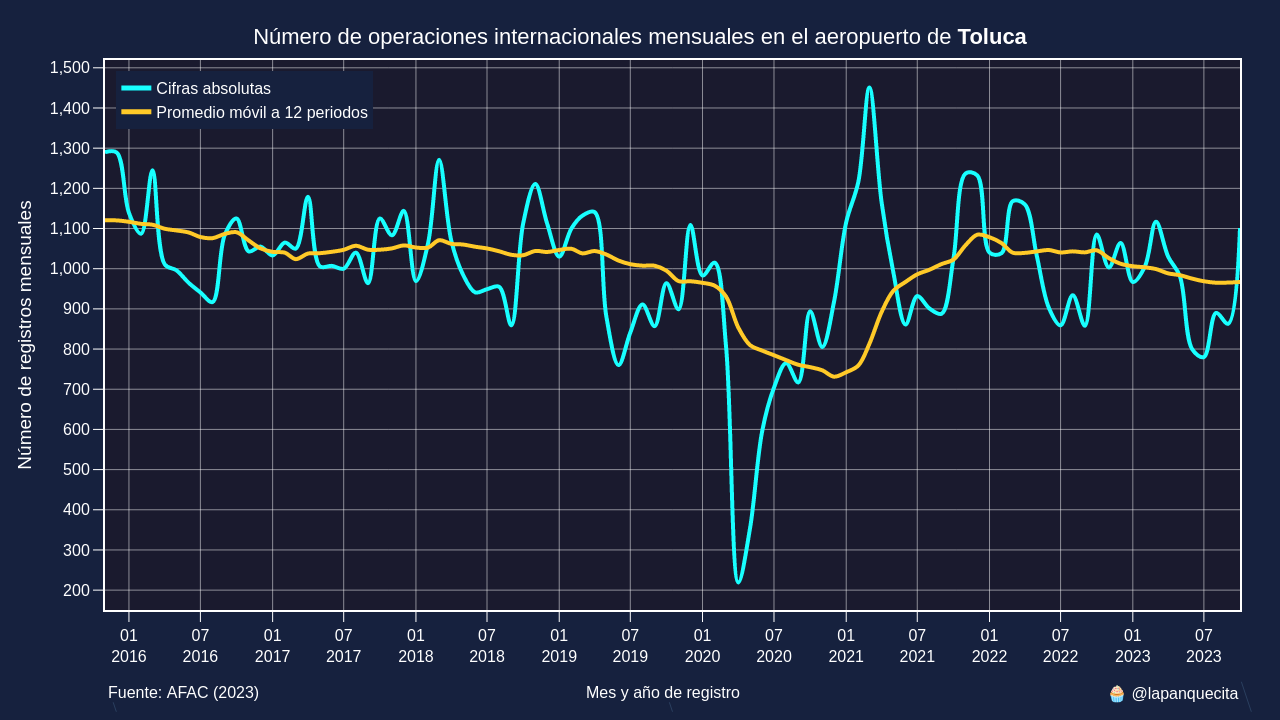 Número de operaciones internacionales mensuales en el aeropuerto de Toluca
Cifras absolutas
Promedio móvil a 12 periodos
Número de registros mensuales
1,500
1,400
1,300
1,200
1,100
1,000
900
800
700
600
500
400
300
200
01 07 01 07 01 07 01 07 01 07 01 07 01 07 01 07
2016 2016 2017 2017 2018 2018 2019 2019 2020 2020 2021 2021 2022 2022 2023 2023
Fuente: AFAC (2023) Mes y año de registro 🧁 @lapanquecita